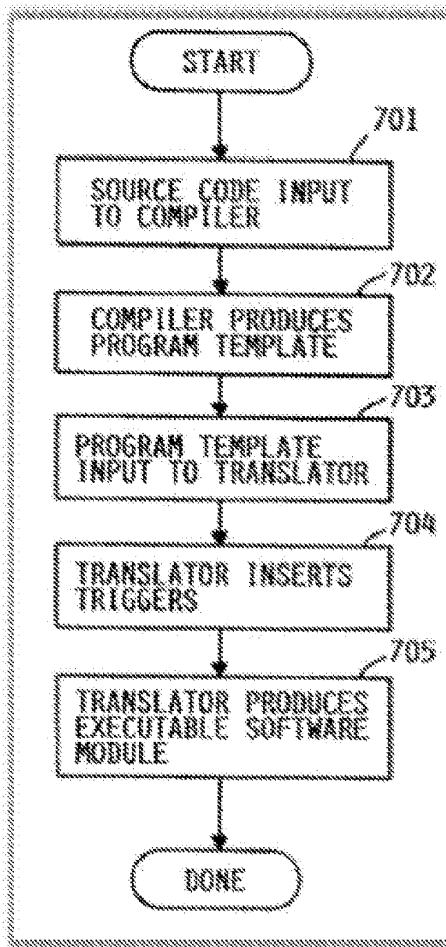 START
701
SOURCE CODE INPUT
TO COMPILER
702
COMPILER PRODUCES
PROGRAM TEMPLATE
703
PROGRAM TEMPLATE
INPUT TO TRANSLATOR
704
TRANSLATOR INSERTS
TRIGGERS
705
TRANSLATOR PRODUCES
EXECUTABLE SOFTWARE
MODULE
DONE